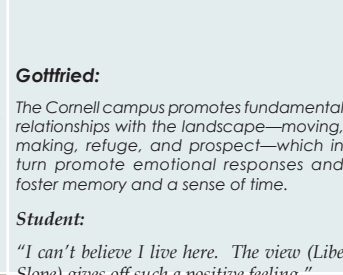 Gottfried:
The Cornell campus promotes fundamental
relationships with the landscape—moving,
making, refuge, and prospect—which in
turn promote emotional responses and
foster memory and a sense of time.
Student:
"I can't believe I live here. The view (Libe
Slope) gives off such a positive feeling."